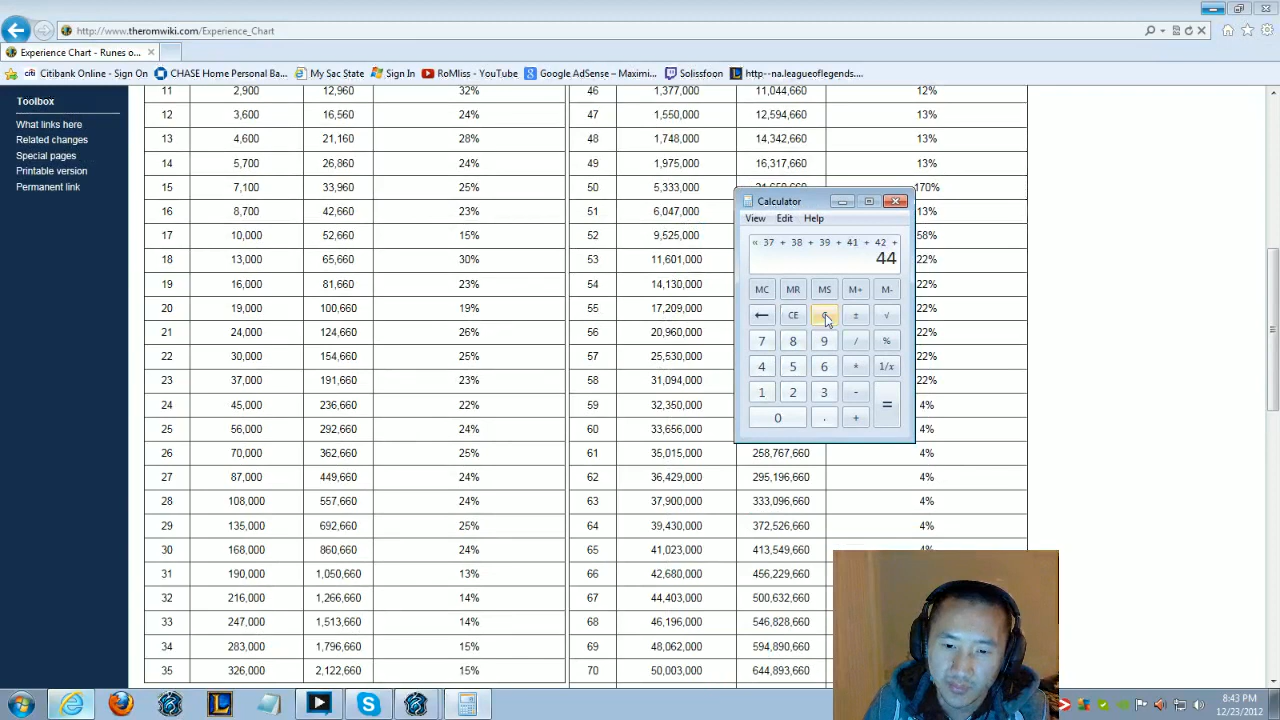 http://www.theromwiki.com/Experience_Chart
Experience Chart - Runes o...
Citibank Online - Sign On
CHASE Home Personal Ba...
My Sac State
Sign In
RoMliss - YouTube
Google AdSense – Maximi...
Solissfoon
http--na.leagueoflegends....
Toolbox
What links here
Related changes
Special pages
Printable version
Permanent link
11 2,900 12,960 32% 46 1,377,000 11,044,660 12%
12 3,600 16,560 24% 47 1,550,000 12,594,660 13%
13 4,600 21,160 28% 48 1,748,000 14,342,660 13%
14 5,700 26,860 24% 49 1,975,000 16,317,660 13%
15 7,100 33,960 25% 50 5,333,000 21,650,660 170%
16 8,700 42,660 23% 51 6,047,000 13%
17 10,000 52,660 15% 52 9,525,000 58%
18 13,000 65,660 30% 53 11,601,000 22%
19 16,000 81,660 23% 54 14,130,000 22%
20 19,000 100,660 19% 55 17,209,000 22%
21 24,000 124,660 26% 56 20,960,000 22%
22 30,000 154,660 25% 57 25,530,000 22%
23 37,000 191,660 23% 58 31,094,000 22%
24 45,000 236,660 22% 59 32,350,000 4%
25 56,000 292,660 25% 60 33,656,000 4%
26 70,000 362,660 25% 61 35,015,000 258,767,660 4%
27 87,000 449,660 24% 62 36,429,000 295,196,660 4%
28 108,000 557,660 24% 63 37,900,000 333,096,660 4%
29 135,000 692,660 25% 64 39,430,000 372,526,660 4%
30 168,000 860,660 24% 65 41,023,000 413,549,660 4%
31 190,000 1,050,660 13% 66 42,680,000 456,229,660
32 216,000 1,266,660 14% 67 44,403,000 500,632,660
33 247,000 1,513,660 14% 68 46,196,000 546,828,660
34 283,000 1,796,660 15% 69 48,062,000 594,890,660
35 326,000 2,122,660 15% 70 50,003,000 644,893,660
Calculator
View Edit Help
« 37 + 38 + 39 + 41 + 42 +
44
MC MR MS M+ M-
← CE C ± √
7 8 9 / %
4 5 6 * 1/x
1 2 3 - =
0 . +
8:43 PM
12/23/2012